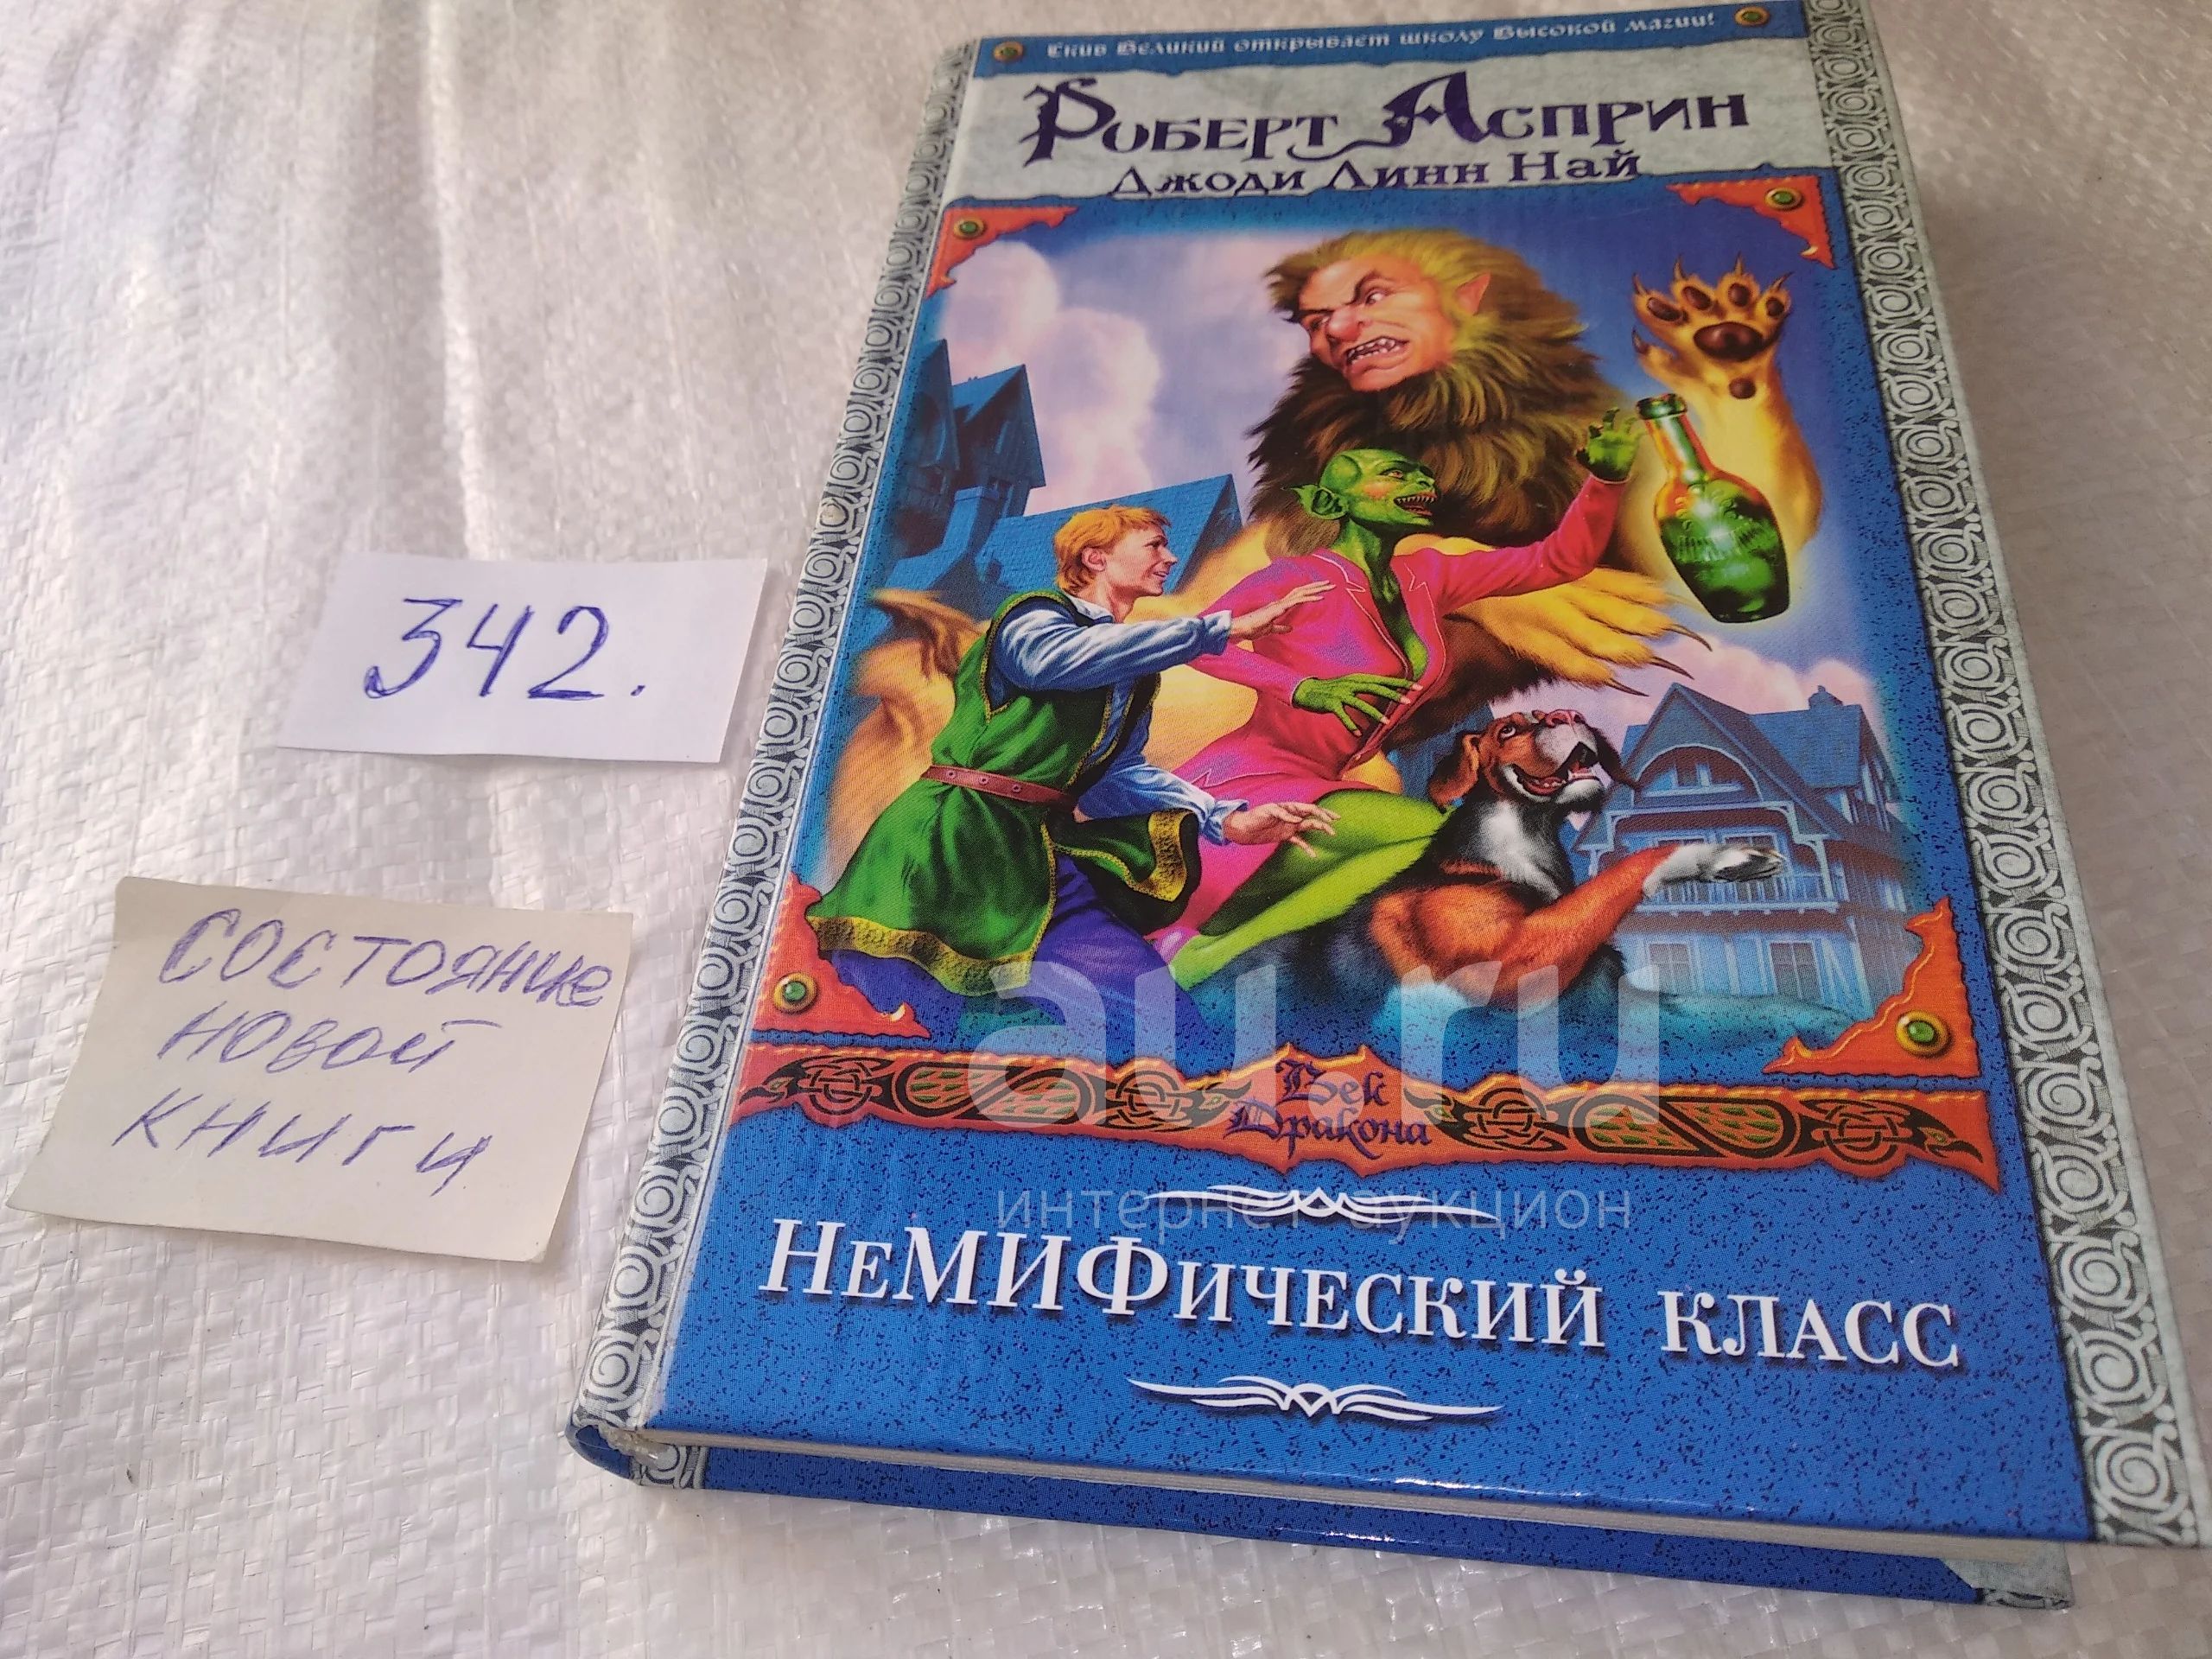 Скив Великий открывает школу Высокой магии!
Роберт Асприн
Джоди Линн Най
342.
состояние
новой
книги
au.ru
интернет-аукцион
Век
Дракона
НеМИФический класс